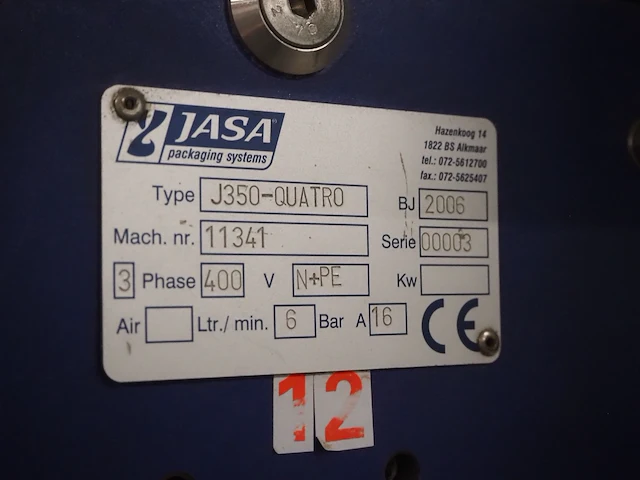 JASA
packaging systems
Hazenkoog 14
1822 BS Alkmaar
tel.: 072-5612700
fax.: 072-5625407
Type J350-QUATRO BJ 2006
Mach. nr. 11341 Serie 00003
3 Phase 400 V N+PE Kw
Air Ltr./ min. 6 Bar A 16 CE
12